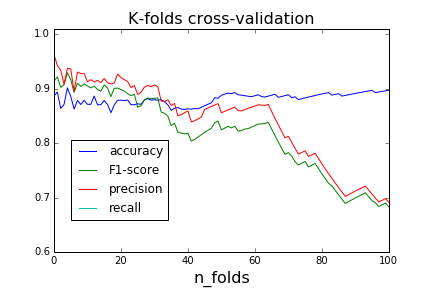 K-folds cross-validation
1.0
0.9
0.8
0.7
0.6
accuracy
F1-score
precision
recall
0 20 40 60 80 100
n_folds